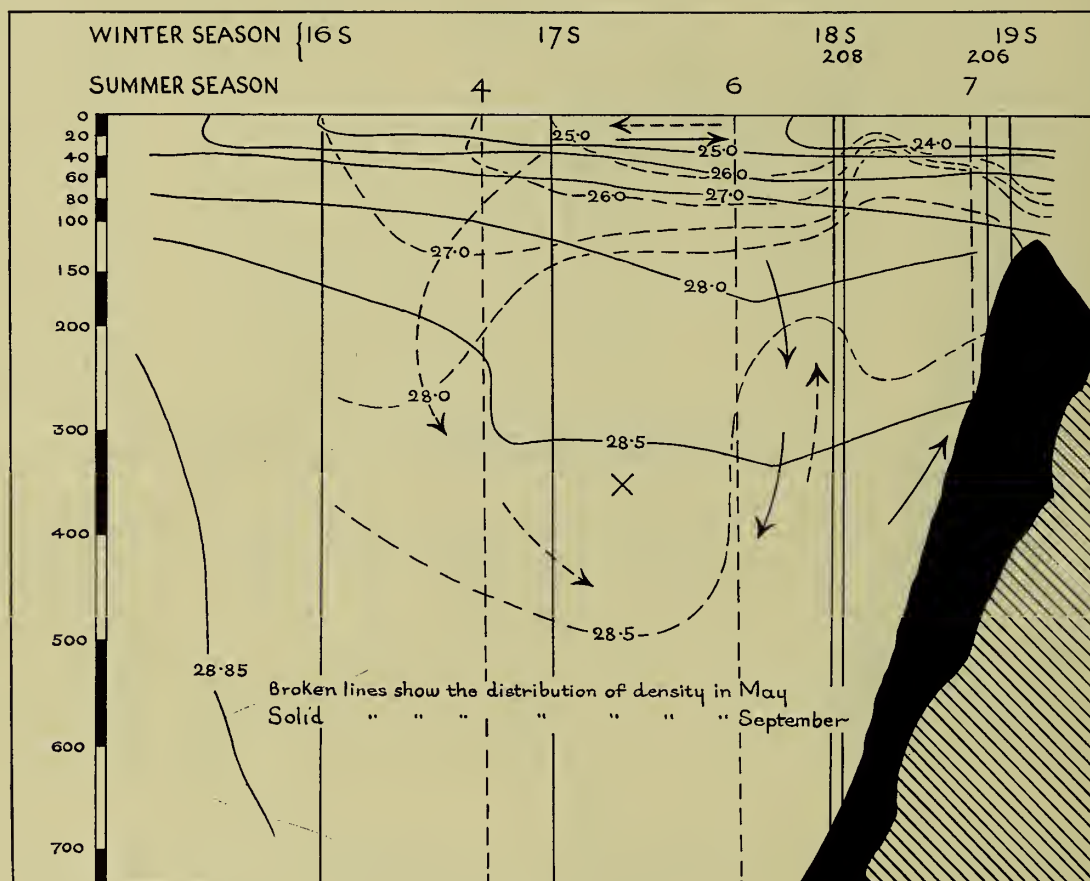 WINTER SEASON {16 S 17 S 18 S 19 S
208 206
SUMMER SEASON 4 6 7
0
20 25·0
40 25·0 24·0
60 26·0
80 26·0 27·0
100
27·0
150
28·0
200
28·0
300 28·5
400
500 28·5
28·85
Broken lines show the distribution of density in May
Solid " " " " " " " September
600
700